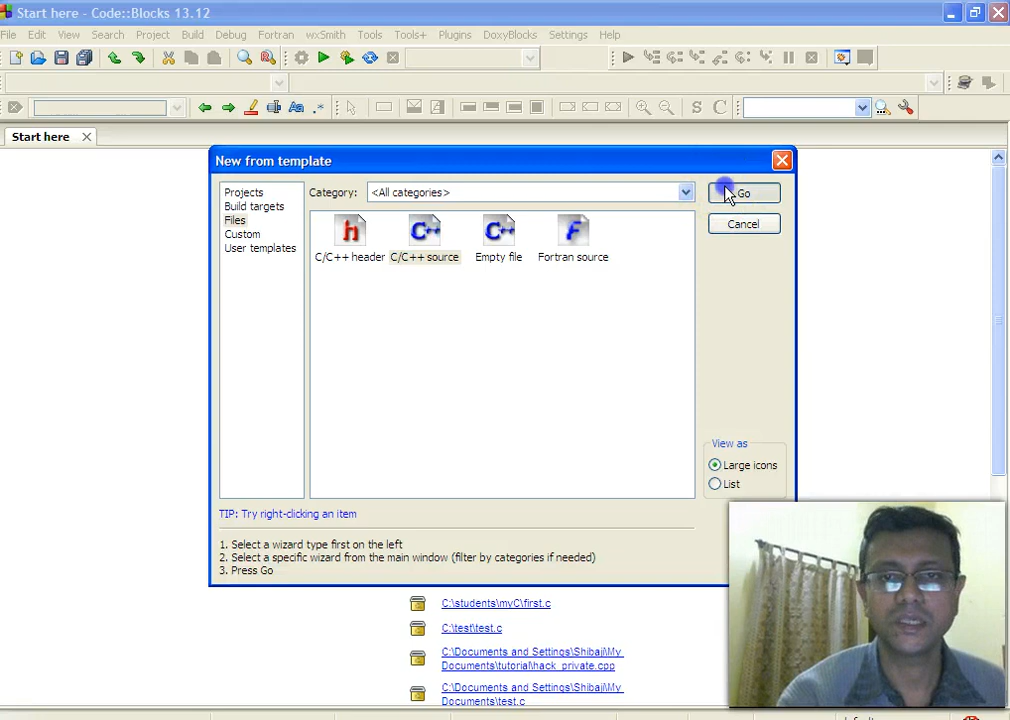 Start here - Code::Blocks 13.12
File Edit View Search Project Build Debug Fortran wxSmith Tools Tools+ Plugins DoxyBlocks Settings Help
Start here
New from template
Projects
Build targets
Files
Custom
User templates
Category: <All categories>
Go
Cancel
C/C++ header
C/C++ source
Empty file
Fortran source
View as
Large icons
List
TIP: Try right-clicking an item
1. Select a wizard type first on the left
2. Select a specific wizard from the main window (filter by categories if needed)
3. Press Go
C:\students\myC\first.c
C:\test\test.c
C:\Documents and Settings\Shibaji\My
Documents\tutorial\hack_private.cpp
C:\Documents and Settings\Shibaji\My
Documents\test.c